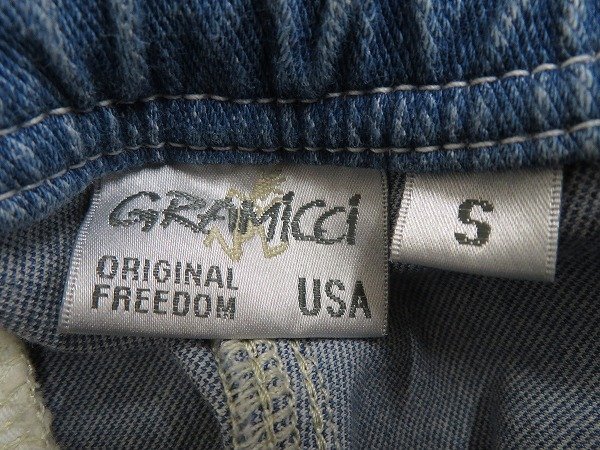 GRAMICCI
ORIGINAL
FREEDOM
USA
S